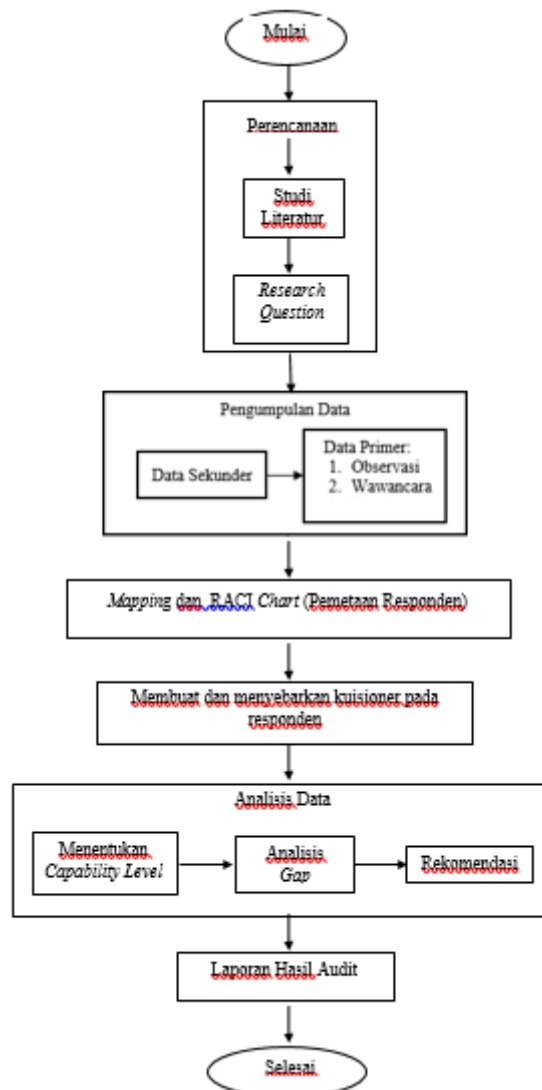 Mulai
Perencanaan
Studi
Literatur
Research
Question
Pengumpulan Data
Data Sekunder
Data Primer:
1. Observasi
2. Wawancara
Mapping dan RACI Chart (Pemetaan Responden)
Membuat dan menyebarkan kuisioner pada
responden
Analisis Data
Menentukan
Capability Level
Analisis
Gap
Rekomendasi
Laporan Hasil Audit
Selesai